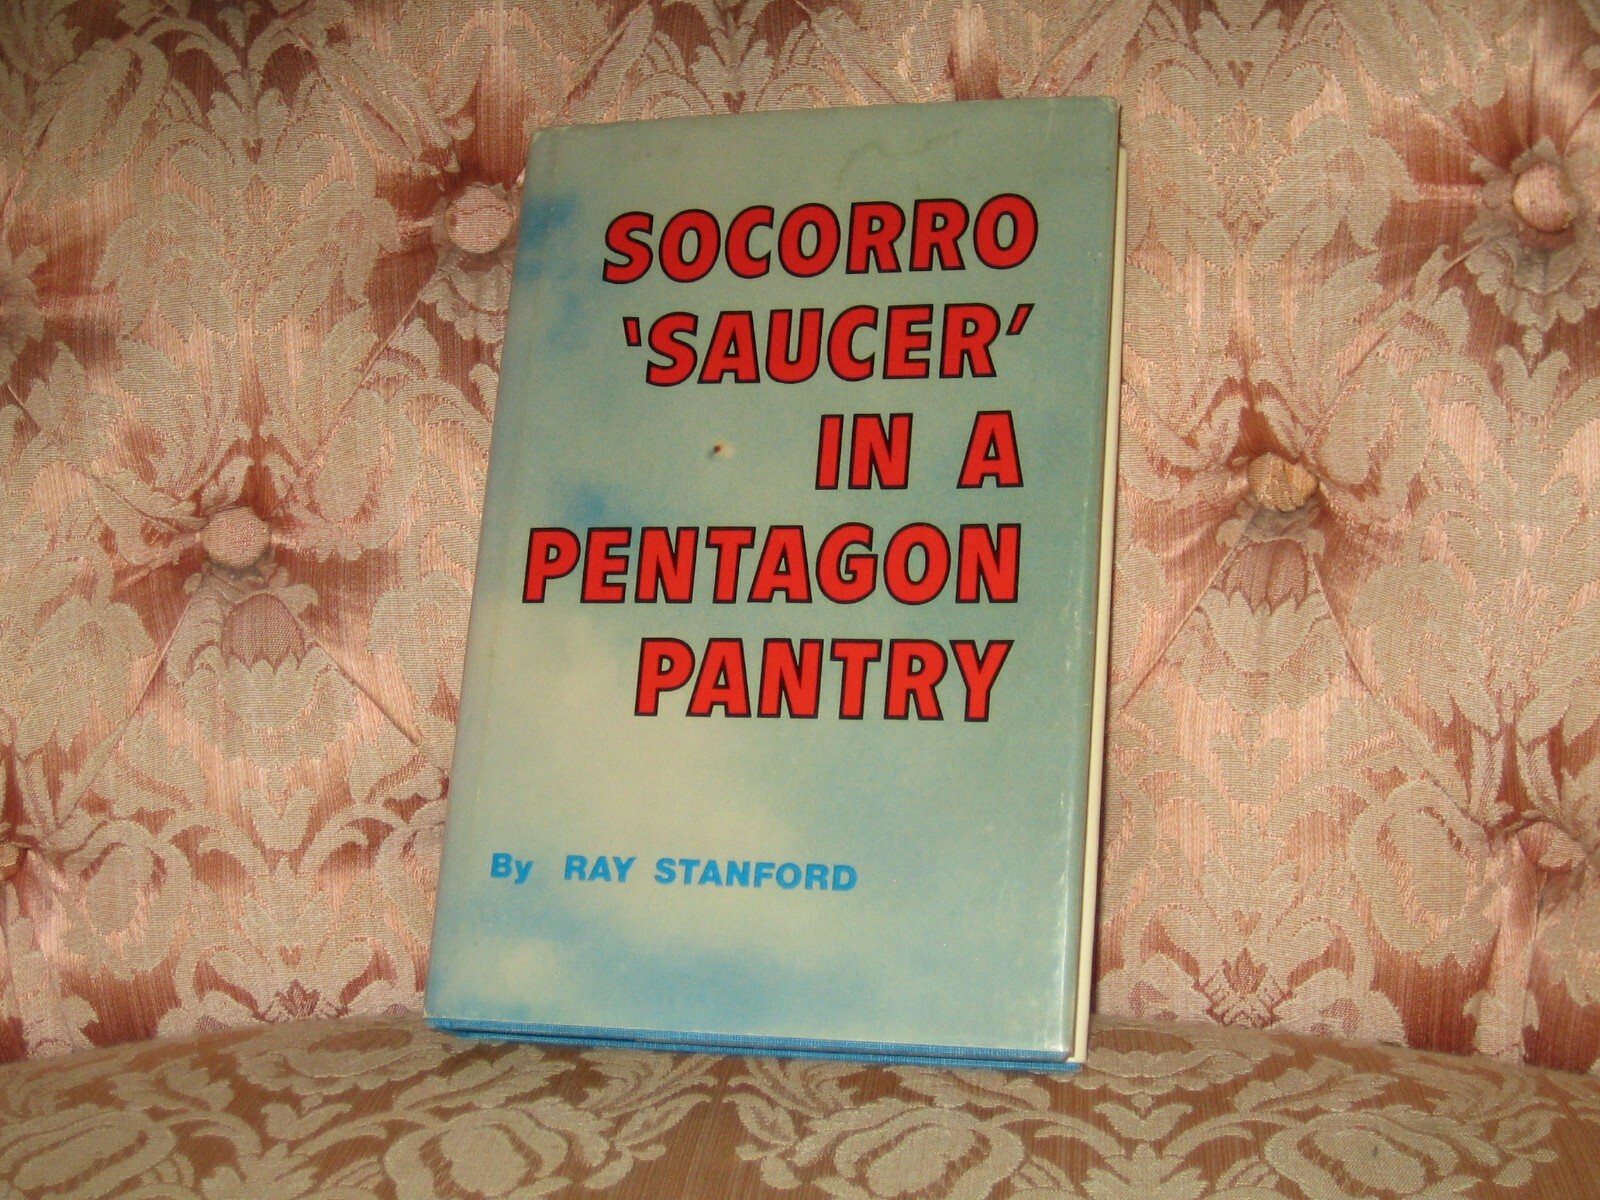 SOCORRO
'SAUCER'
IN A
PENTAGON
PANTRY
By RAY STANFORD